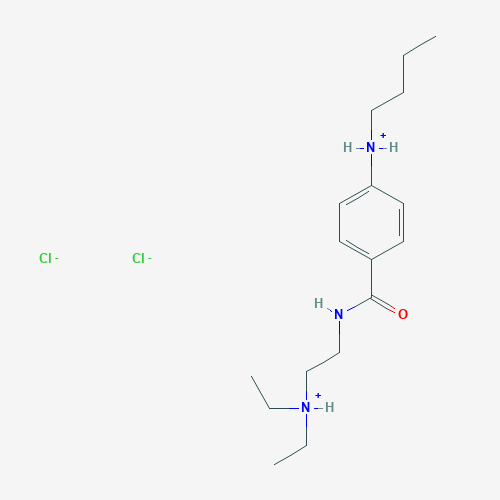 +
H N H
Cl - Cl -
H
N O
+
N H